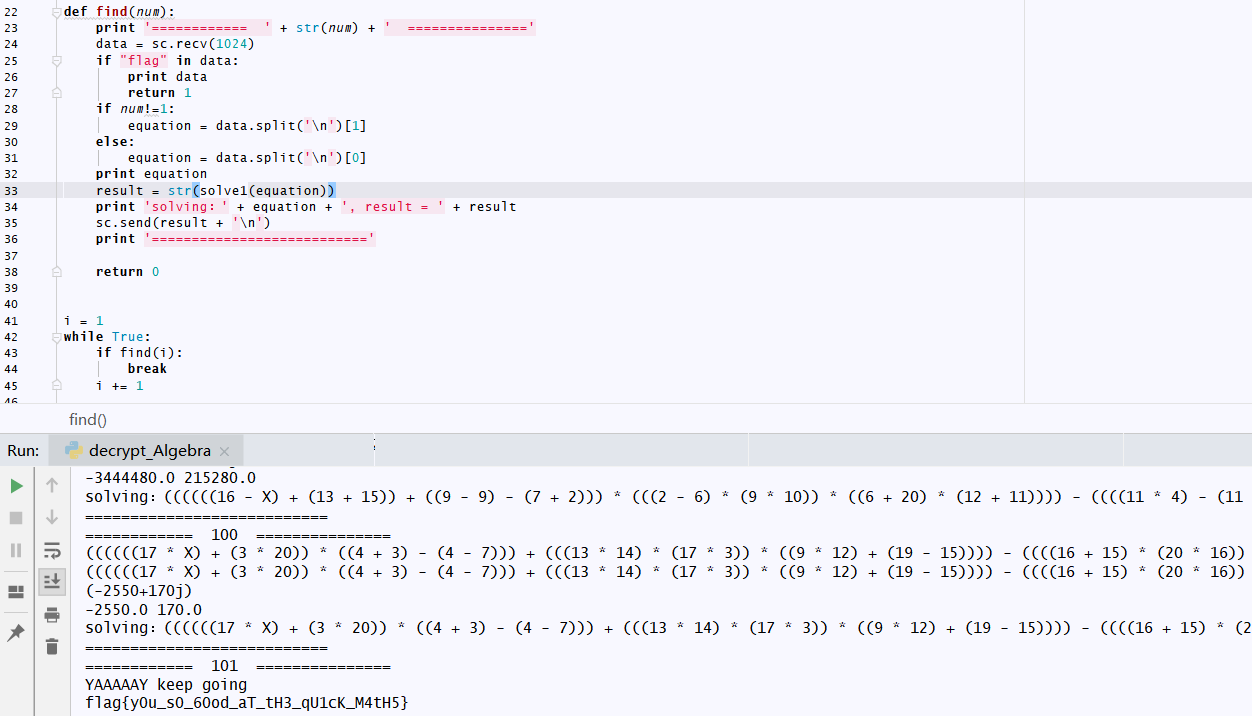 22 def find(num):
23     print '============  ' + str(num) + '  ==============='
24     data = sc.recv(1024)
25     if "flag" in data:
26         print data
27         return 1
28     if num!=1:
29         equation = data.split('\n')[1]
30     else:
31         equation = data.split('\n')[0]
32     print equation
33     result = str(solve1(equation))
34     print 'solving: ' + equation + ', result = ' + result
35     sc.send(result + '\n')
36     print '==========================='
37
38     return 0
39
40
41 i = 1
42 while True:
43     if find(i):
44         break
45     i += 1
46
find()
Run: decrypt_Algebra ×
-3444480.0 215280.0
solving: ((((((16 - X) + (13 + 15)) + ((9 - 9) - (7 + 2))) * (((2 - 6) * (9 * 10)) * ((6 + 20) * (12 + 11)))) - ((((11 * 4) - (11
===========================
============  100  ===============
((((((17 * X) + (3 * 20)) * ((4 + 3) - (4 - 7))) + (((13 * 14) * (17 * 3)) * ((9 * 12) + (19 - 15)))) - ((((16 + 15) * (20 * 16))
((((((17 * X) + (3 * 20)) * ((4 + 3) - (4 - 7))) + (((13 * 14) * (17 * 3)) * ((9 * 12) + (19 - 15)))) - ((((16 + 15) * (20 * 16))
(-2550+170j)
-2550.0 170.0
solving: ((((((17 * X) + (3 * 20)) * ((4 + 3) - (4 - 7))) + (((13 * 14) * (17 * 3)) * ((9 * 12) + (19 - 15)))) - ((((16 + 15) * (2
===========================
============  101  ===============
YAAAAAY keep going
flag{y0u_s0_6Ood_aT_tH3_qU1cK_M4tH5}